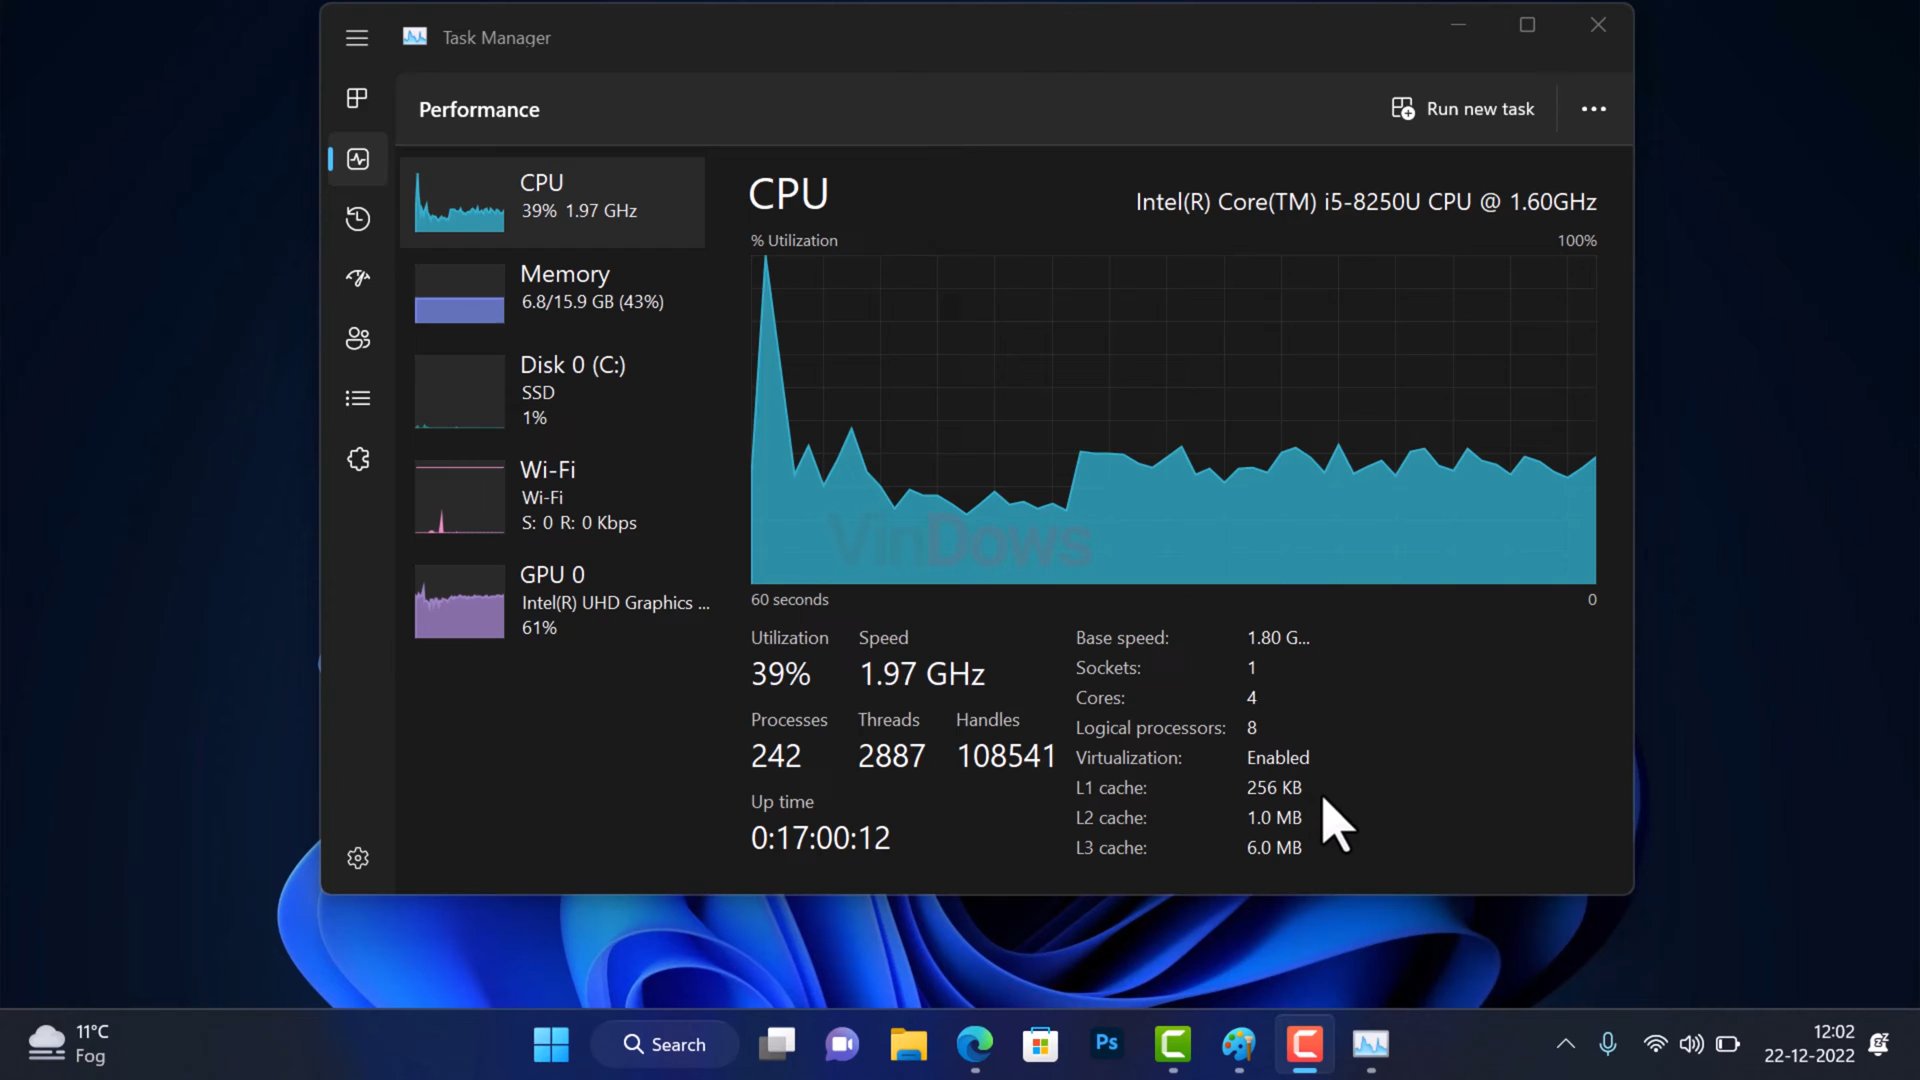 Task Manager
Performance
Run new task
CPU
39% 1.97 GHz
Memory
6.8/15.9 GB (43%)
Disk 0 (C:)
SSD
1%
Wi-Fi
Wi-Fi
S: 0 R: 0 Kbps
GPU 0
Intel(R) UHD Graphics ...
61%
CPU
Intel(R) Core(TM) i5-8250U CPU @ 1.60GHz
% Utilization 100%
VinDows
60 seconds 0
Utilization Speed
39% 1.97 GHz
Processes Threads Handles
242 2887 108541
Up time
0:17:00:12
Base speed: 1.80 G...
Sockets: 1
Cores: 4
Logical processors: 8
Virtualization: Enabled
L1 cache: 256 KB
L2 cache: 1.0 MB
L3 cache: 6.0 MB
11°C
Fog
Search
Ps
12:02
22-12-2022